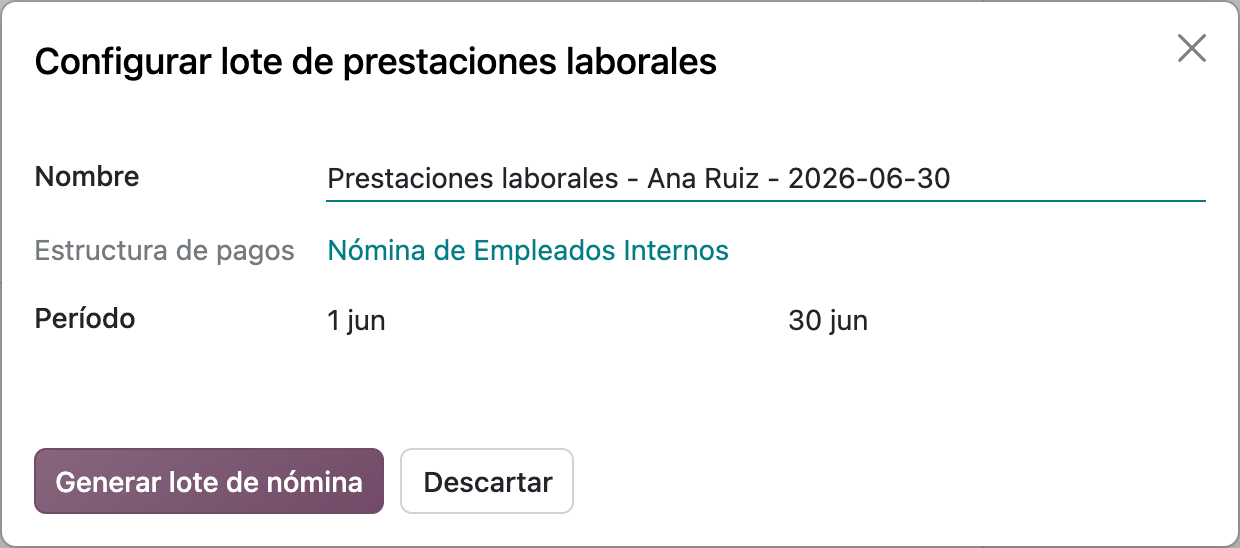 Configurar lote de prestaciones laborales
Nombre Prestaciones laborales - Ana Ruiz - 2026-06-30
Estructura de pagos Nómina de Empleados Internos
Período 1 jun 30 jun
Generar lote de nómina Descartar